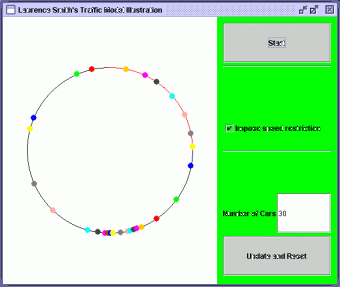 Laurence Smith's Traffic Model Illustration
Start
Impose speed restriction
Number of Cars 30
Update and Reset